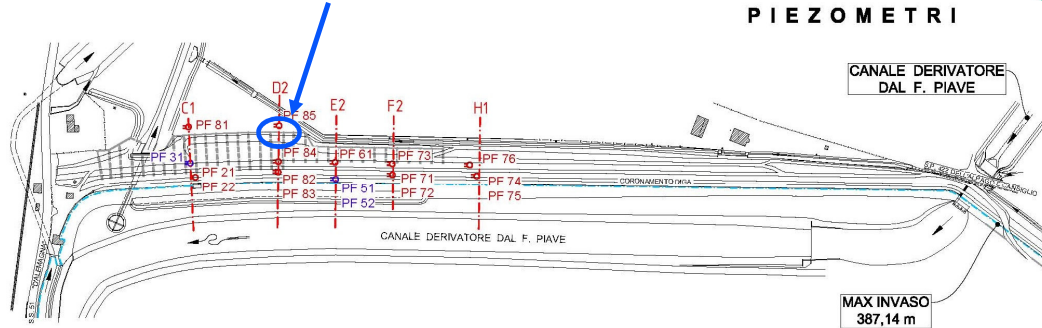 PIEZOMETRI
CANALE DERIVATORE
DAL F. PIAVE
C1
D2
E2
F2
H1
PF 81
PF 85
PF 31
PF 84
PF 61
PF 73
PF 76
PF 21
PF 82
PF 51
PF 71
PF 74
PF 22
PF 83
PF 52
PF 72
PF 75
CORONAMENTO DIGA
CANALE DERIVATORE DAL F. PIAVE
S.S. 51
D'ALEMAGNA
MAX INVASO
387,14 m